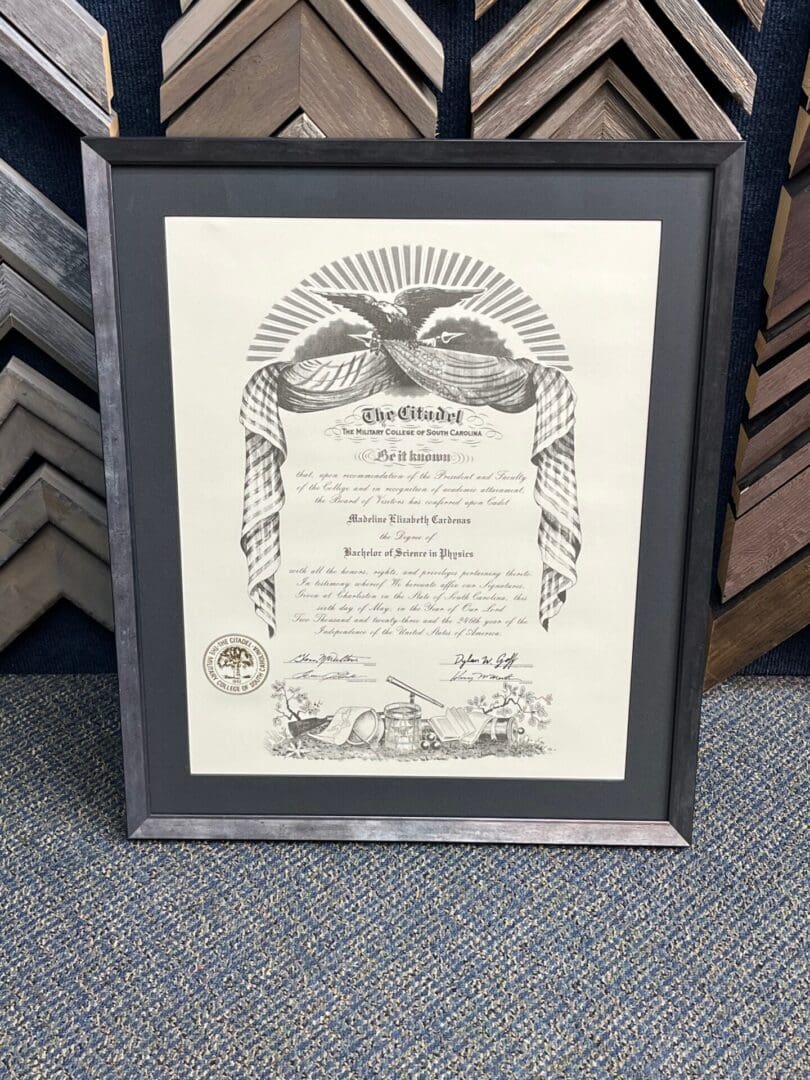 The Citadel
THE MILITARY COLLEGE OF SOUTH CAROLINA
Be it known
that, upon recommendation of the President and Faculty
of the College and in recognition of academic attainment,
the Board of Visitors has conferred upon Cadet
Madeline Elizabeth Cardenas
the Degree of
Bachelor of Science in Physics
with all the honors, rights, and privileges pertaining thereto.
In testimony whereof We hereunto affix our Signatures.
Given at Charleston in the State of South Carolina, this
sixth day of May, in the Year of Our Lord
Two Thousand and twenty-three and the 246th year of the
Independence of the United States of America.
Dylan W. Goff
THE CITADEL
MILITARY COLLEGE OF SOUTH CAROLINA